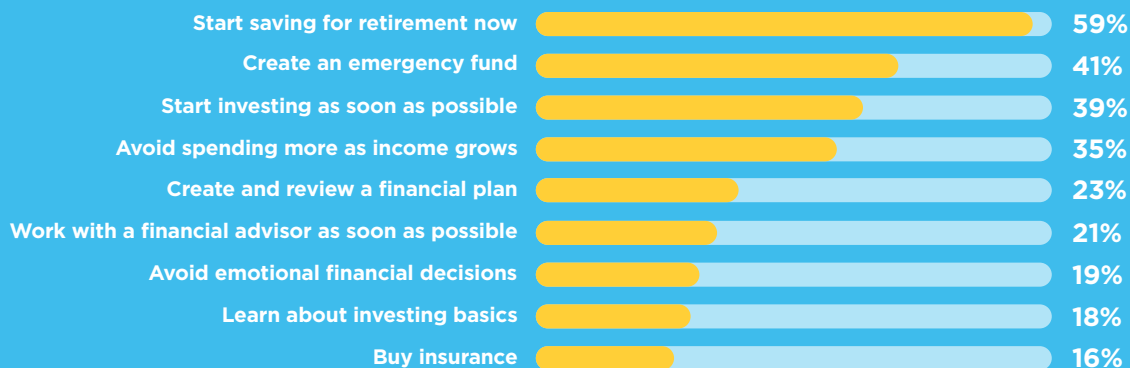 Start saving for retirement now 59%
Create an emergency fund 41%
Start investing as soon as possible 39%
Avoid spending more as income grows 35%
Create and review a financial plan 23%
Work with a financial advisor as soon as possible 21%
Avoid emotional financial decisions 19%
Learn about investing basics 18%
Buy insurance 16%